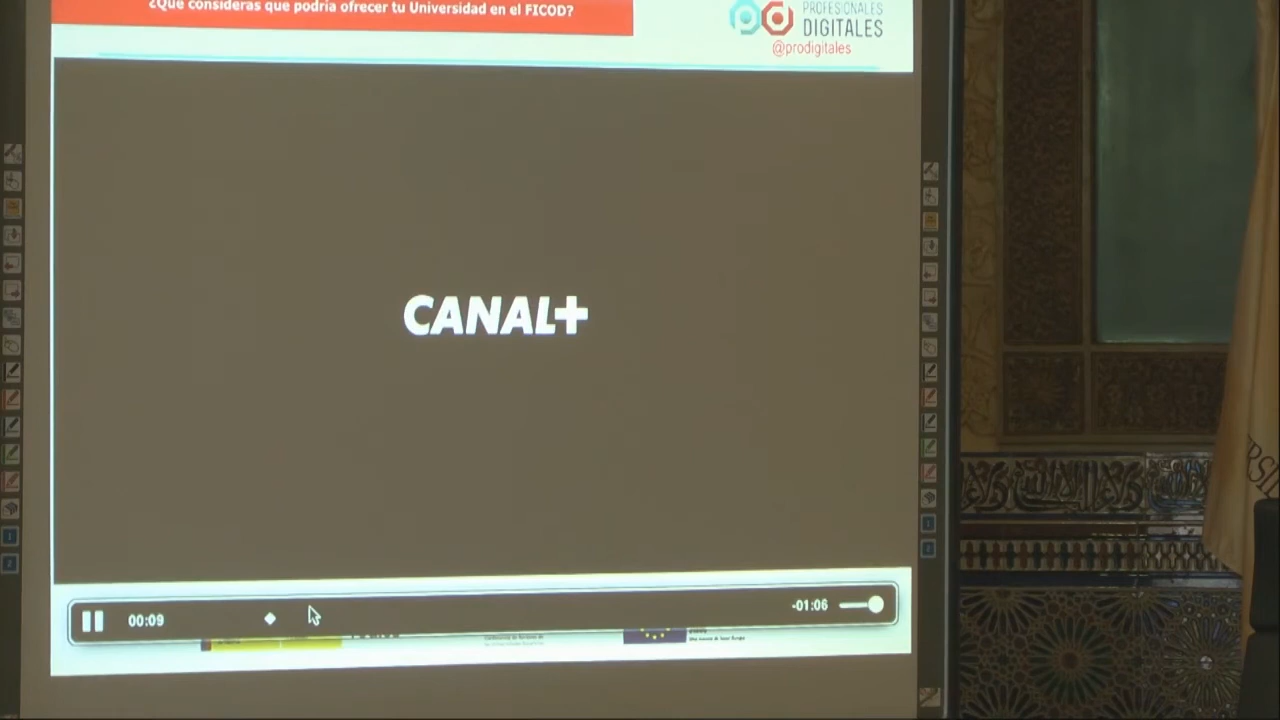 ¿Qué consideras que podría ofrecer tu Universidad en el FICOD?
PROFESIONALES
DIGITALES
@prodigitales
CANAL+
00:09
-01:06